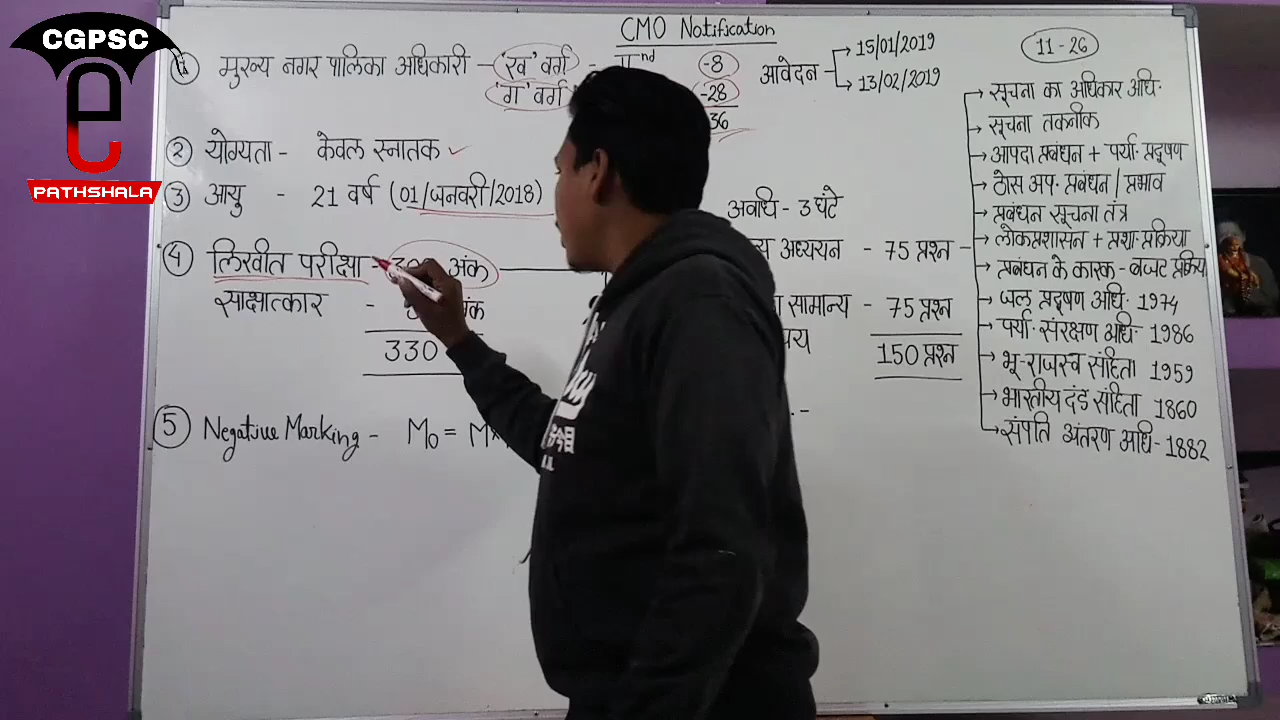 CGPSC
e
PATHSHALA
CMO Notification
① मुख्य नगर पालिका अधिकारी - 'ख' वर्ग - -8
'ग' वर्ग -28
36
आवेदन → 15/01/2019
→ 13/02/2019
② योग्यता - केवल स्नातक ✓
③ आयु - 21 वर्ष (01/जनवरी/2018)
④ लिखीत परीक्षा - अंक
साक्षात्कार -
330
अवधि - 3 घंटे
अध्ययन - 75 प्रश्न
सामान्य - 75 प्रश्न
150 प्रश्न
⑤ Negative Marking - M₀ =
11-26
→ सूचना का अधिकार अधि·
→ सूचना तकनीक
→ आपदा प्रबंधन + पर्या· प्रदूषण
→ ठोस अप· प्रबंधन / प्रभाव
→ प्रबंधन सूचना तंत्र
→ लोकप्रशासन + प्रशा· प्रक्रिया
→ प्रबंधन के कारक - बजट प्रक्रिया
→ जल प्रदूषण अधि· 1974
→ पर्या· संरक्षण अधि· 1986
→ भू-राजस्व संहिता 1959
→ भारतीय दंड संहिता 1860
→ संपति अंतरण अधि- 1882